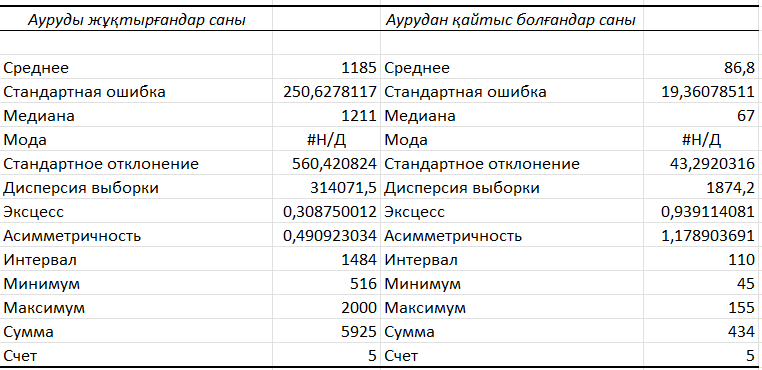 Ауруды жұқтырғандар саны Аурудан қайтыс болғандар саны
Среднее 1185 Среднее 86,8
Стандартная ошибка 250,6278117 Стандартная ошибка 19,36078511
Медиана 1211 Медиана 67
Мода #Н/Д Мода #Н/Д
Стандартное отклонение 560,420824 Стандартное отклонение 43,2920316
Дисперсия выборки 314071,5 Дисперсия выборки 1874,2
Эксцесс 0,308750012 Эксцесс 0,939114081
Асимметричность 0,490923034 Асимметричность 1,178903691
Интервал 1484 Интервал 110
Минимум 516 Минимум 45
Максимум 2000 Максимум 155
Сумма 5925 Сумма 434
Счет 5 Счет 5